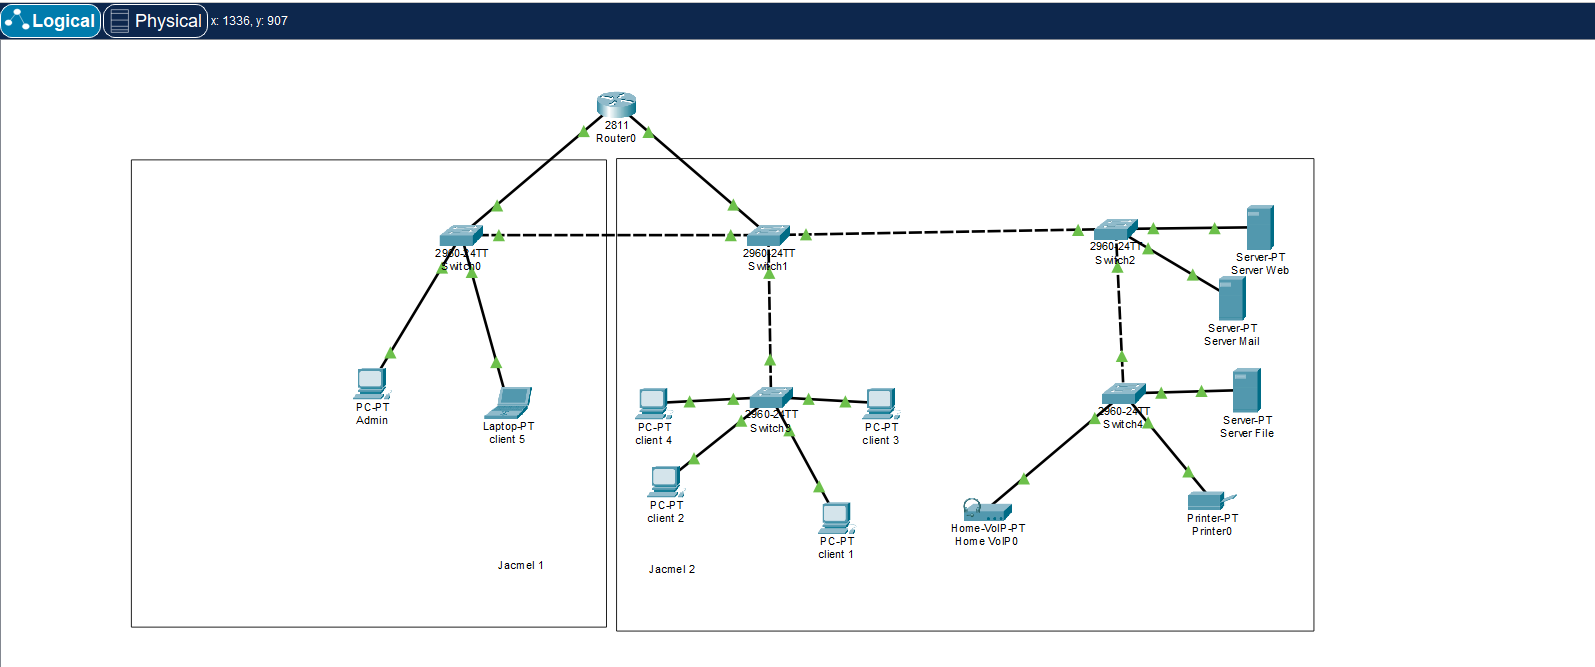 Logical
Physical
x: 1336, y: 907
2811
Router0
2960-24TT
Switch0
2960-24TT
Switch1
2960-24TT
Switch2
Server-PT
Server Web
Server-PT
Server Mail
PC-PT
Admin
Laptop-PT
client 5
PC-PT
client 4
2960-24TT
Switch3
PC-PT
client 3
2960-24TT
Switch4
Server-PT
Server File
PC-PT
client 2
PC-PT
client 1
Home-VoIP-PT
Home VoIP0
Printer-PT
Printer0
Jacmel 1
Jacmel 2